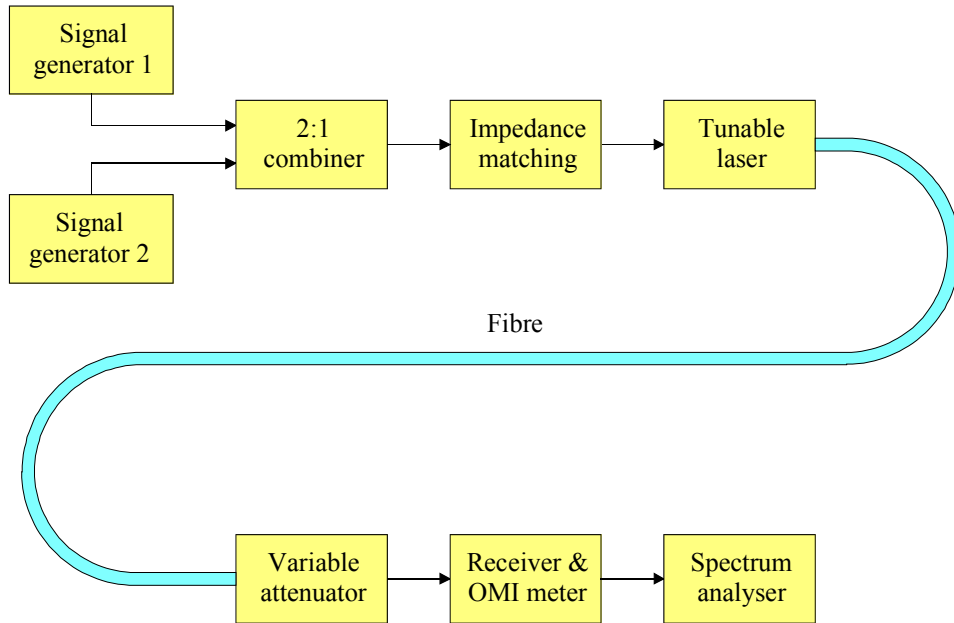 Signal
generator 1
2:1
combiner
Impedance
matching
Tunable
laser
Signal
generator 2
Fibre
Variable
attenuator
Receiver &
OMI meter
Spectrum
analyser